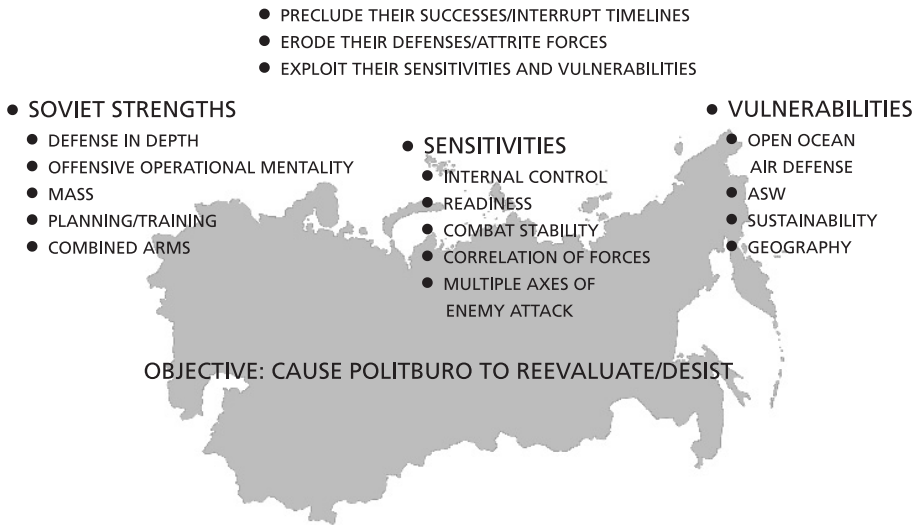 ● PRECLUDE THEIR SUCCESSES/INTERRUPT TIMELINES
● ERODE THEIR DEFENSES/ATTRITE FORCES
● EXPLOIT THEIR SENSITIVITIES AND VULNERABILITIES
● SOVIET STRENGTHS
● DEFENSE IN DEPTH
● OFFENSIVE OPERATIONAL MENTALITY
● MASS
● PLANNING/TRAINING
● COMBINED ARMS
● SENSITIVITIES
● INTERNAL CONTROL
● READINESS
● COMBAT STABILITY
● CORRELATION OF FORCES
● MULTIPLE AXES OF
ENEMY ATTACK
● VULNERABILITIES
● OPEN OCEAN
AIR DEFENSE
● ASW
● SUSTAINABILITY
● GEOGRAPHY
OBJECTIVE: CAUSE POLITBURO TO REEVALUATE/DESIST